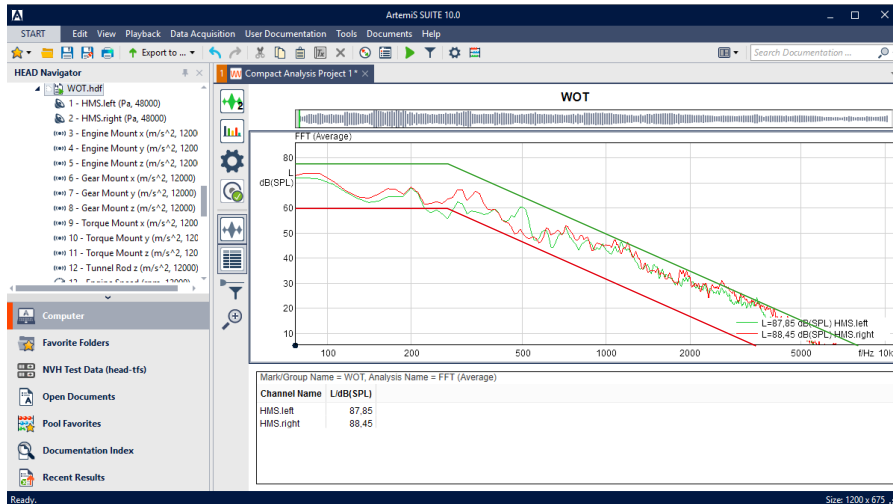 ArtemiS SUITE 10.0
START Edit View Playback Data Acquisition User Documentation Tools Documents Help
Export to ... Search Documentation ...
HEAD Navigator
1 Compact Analysis Project 1 *
WOT.hdf
1 - HMS.left (Pa, 48000)
2 - HMS.right (Pa, 48000)
3 - Engine Mount x (m/s^2, 1200
4 - Engine Mount y (m/s^2, 1200
5 - Engine Mount z (m/s^2, 1200
6 - Gear Mount x (m/s^2, 12000)
7 - Gear Mount y (m/s^2, 12000)
8 - Gear Mount z (m/s^2, 12000)
9 - Torque Mount x (m/s^2, 1200
10 - Torque Mount y (m/s^2, 120
11 - Torque Mount z (m/s^2, 120
12 - Tunnel Rod z (m/s^2, 12000)
Computer
Favorite Folders
NVH Test Data (head-tfs)
Open Documents
Pool Favorites
Documentation Index
Recent Results
2
WOT
FFT (Average)
80
L
dB(SPL)
60
50
40
30
20
10
L=87,85 dB(SPL) HMS.left
L=88,45 dB(SPL) HMS.right
100 200 500 1000 2000 5000 f/Hz 10k
Mark/Group Name = WOT, Analysis Name = FFT (Average)
Channel Name L/dB(SPL)
HMS.left 87,85
HMS.right 88,45
Ready. Size: 1200 x 675